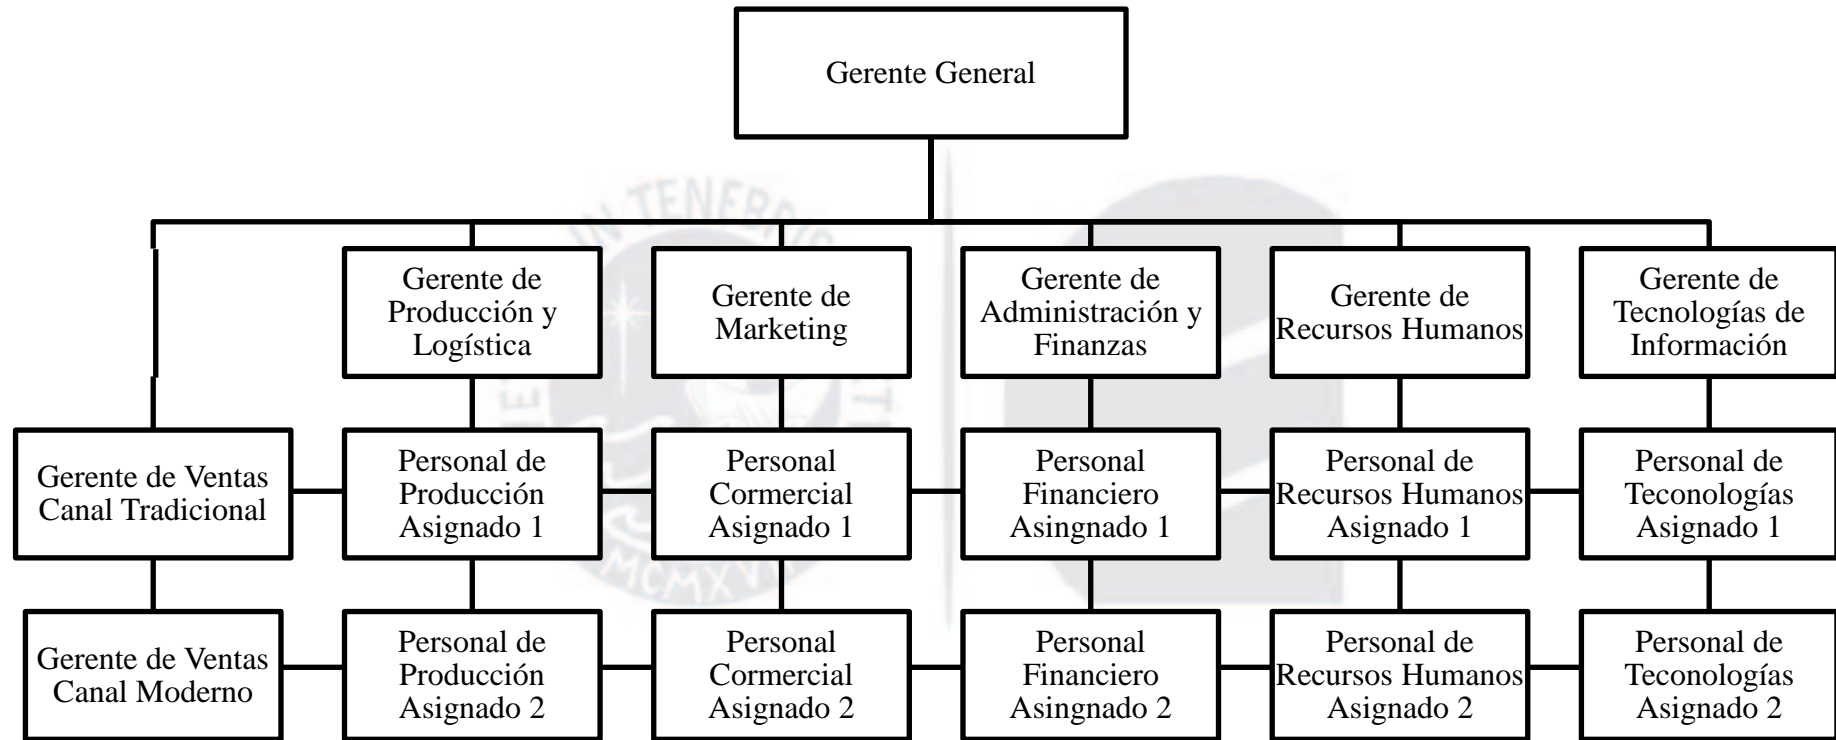 Gerente General
Gerente de
Producción y
Logística
Gerente de
Marketing
Gerente de
Administración y
Finanzas
Gerente de
Recursos Humanos
Gerente de
Tecnologías de
Información
Gerente de Ventas
Canal Tradicional
Personal de
Producción
Asignado 1
Personal
Cormercial
Asignado 1
Personal
Financiero
Asingnado 1
Personal de
Recursos Humanos
Asignado 1
Personal de
Teconologías
Asignado 1
Gerente de Ventas
Canal Moderno
Personal de
Producción
Asignado 2
Personal
Cormercial
Asignado 2
Personal
Financiero
Asingnado 2
Personal de
Recursos Humanos
Asignado 2
Personal de
Teconologías
Asignado 2
IN TENEBRIS